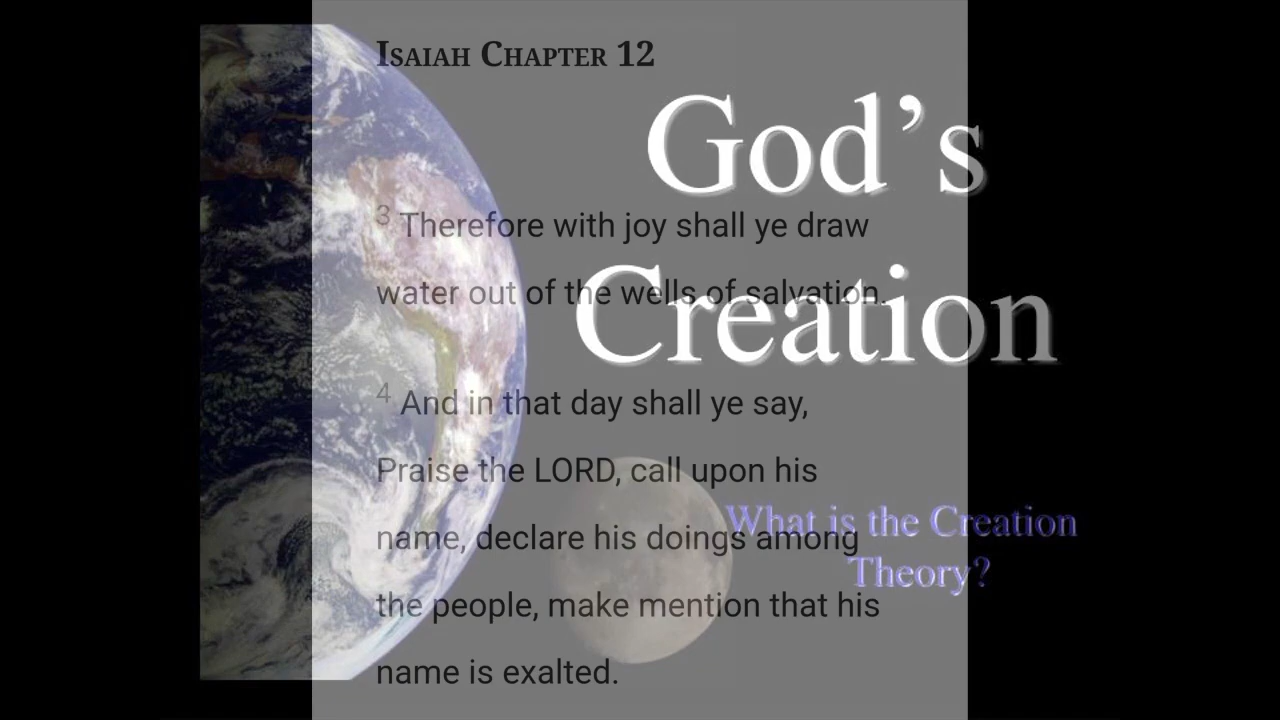 Isaiah Chapter 12
God’s
Creation
3 Therefore with joy shall ye draw
water out of the wells of salvation.
4 And in that day shall ye say,
Praise the LORD, call upon his
name, declare his doings among
the people, make mention that his
name is exalted.
What is the Creation
Theory?